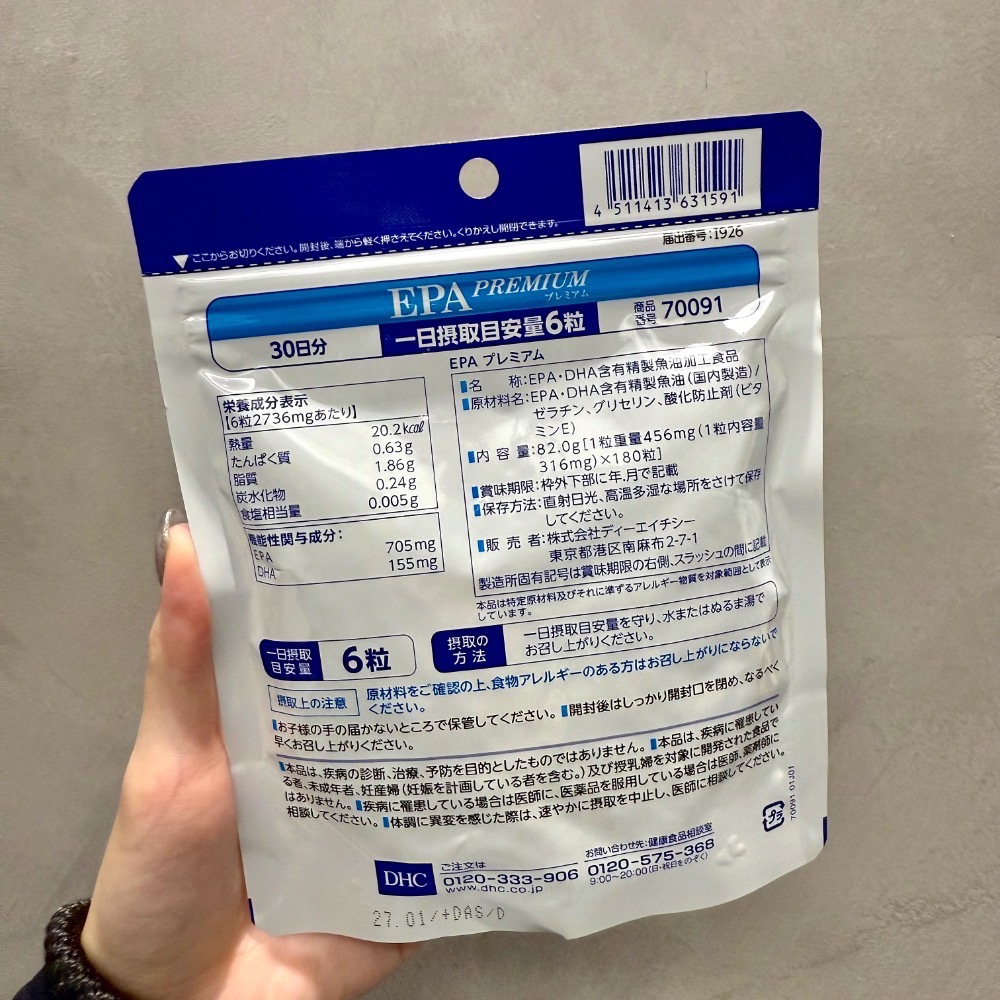 4 511413 631591
▼ここからお切りください。開封後、端から軽く押さえてください。くりかえし開閉できます。
届出番号:I926
EPA PREMIUM
プレミアム
30日分
一日摂取目安量6粒
商品番号 70091
栄養成分表示
【6粒2736mgあたり】
熱量 20.2kcal
たんぱく質 0.63g
脂質 1.86g
炭水化物 0.24g
食塩相当量 0.005g
機能性関与成分:
EPA 705mg
DHA 155mg
EPA プレミアム
名 称:EPA・DHA含有精製魚油加工食品
原材料名:EPA・DHA含有精製魚油(国内製造)/
ゼラチン、グリセリン、酸化防止剤(ビタ
ミンE)
内 容 量:82.0g[1粒重量456mg(1粒内容量
316mg)×180粒]
賞味期限:枠外下部に年.月で記載
保存方法:直射日光、高温多湿な場所をさけて保存
してください。
販 売 者:株式会社ディーエイチシー
東京都港区南麻布2-7-1
製造所固有記号は賞味期限の右側、スラッシュの間に記載
本品は特定原材料及びそれに準ずるアレルギー物質を対象範囲として表示
しています。
一日摂取目安量 6粒
摂取の方法
一日摂取目安量を守り、水またはぬるま湯で
お召し上がりください。
摂取上の注意
原材料をご確認の上、食物アレルギーのある方はお召し上がりにならないで
ください。
お子様の手の届かないところで保管してください。開封後はしっかり開封口を閉め、なるべく
早くお召し上がりください。
本品は、疾病の診断、治療、予防を目的としたものではありません。本品は、疾病に罹患してい
る者、未成年者、妊産婦(妊娠を計画している者を含む。)及び授乳婦を対象に開発された食品で
はありません。疾病に罹患している場合は医師に、医薬品を服用している場合は医師、薬剤師に
相談してください。体調に異変を感じた際は、速やかに摂取を中止し、医師に相談してください。
プラ
70091 01J01
DHC
ご注文は
0120-333-906
www.dhc.co.jp
お問い合わせ先:健康食品相談室
0120-575-368
9:00~20:00(日・祝日をのぞく)
27.01/+DAS/D